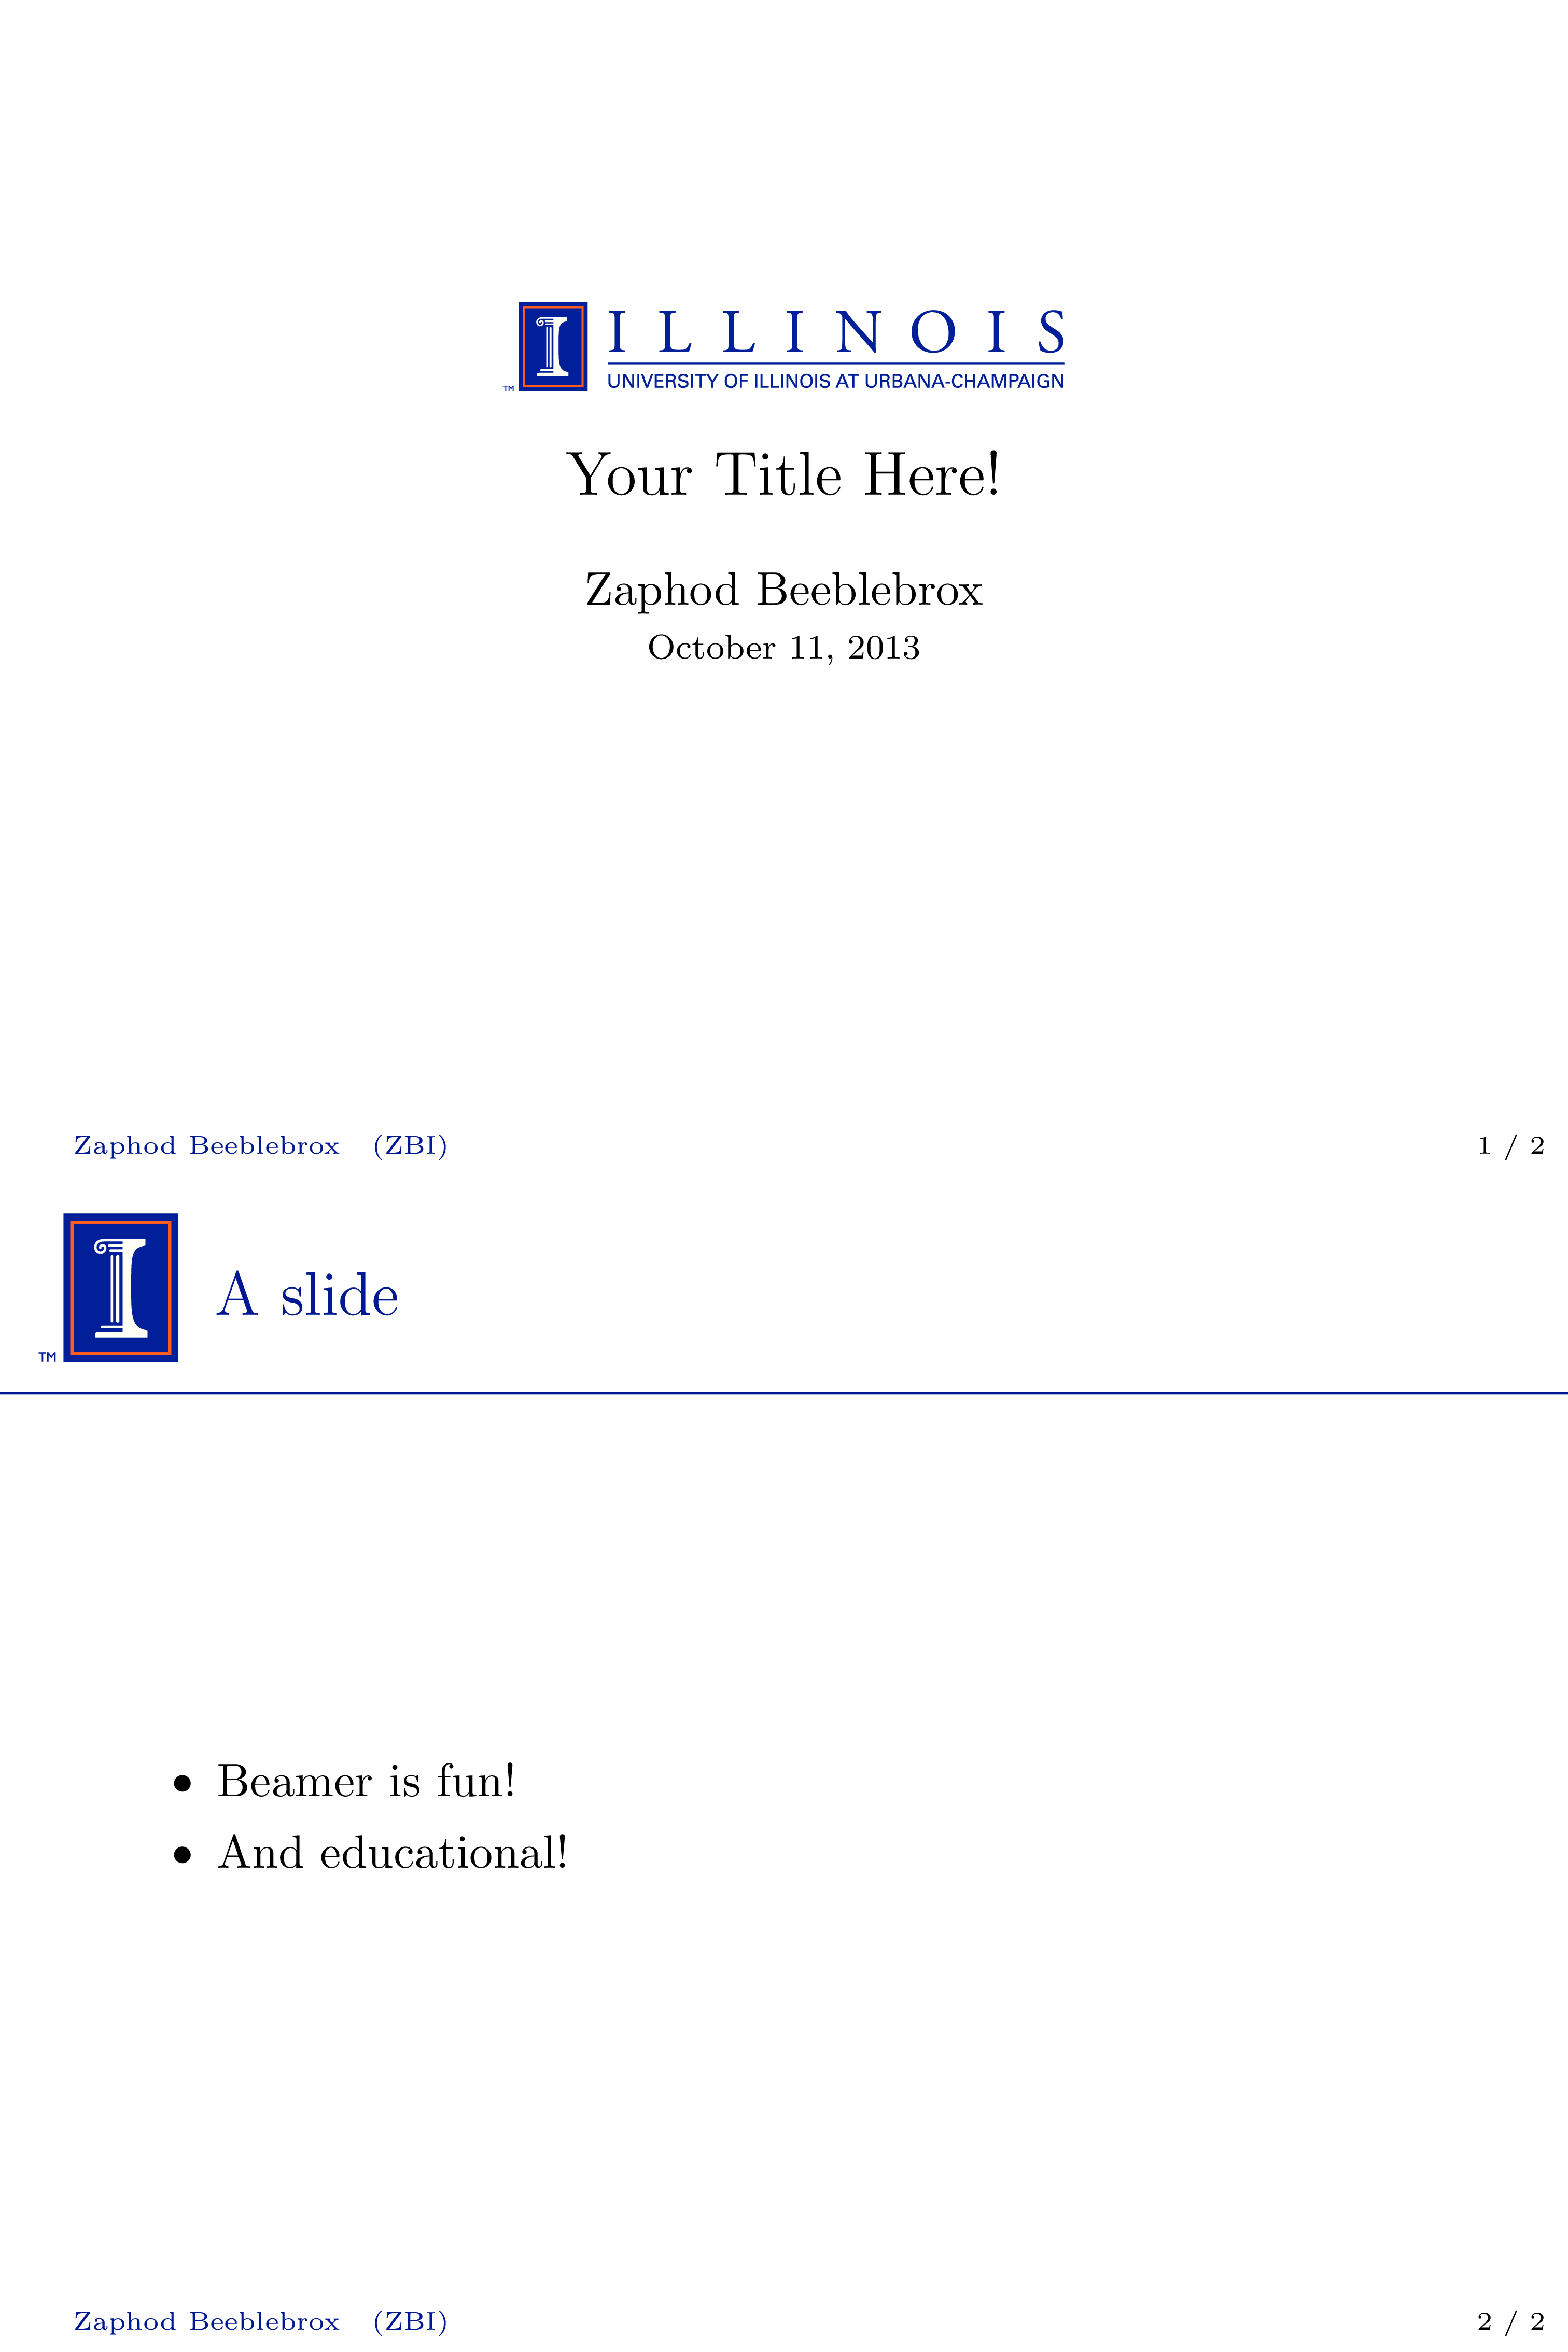 I ILLINOIS
UNIVERSITY OF ILLINOIS AT URBANA-CHAMPAIGN
TM
Your Title Here!
Zaphod Beeblebrox
October 11, 2013
Zaphod Beeblebrox (ZBI) 1 / 2
I A slide
TM
• Beamer is fun!
• And educational!
Zaphod Beeblebrox (ZBI) 2 / 2